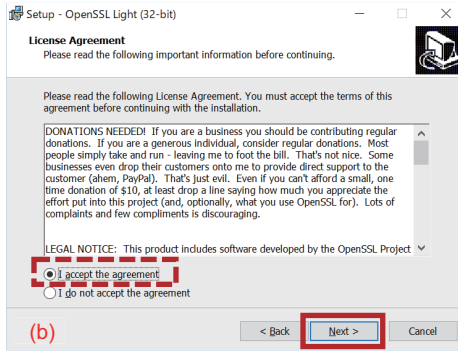 Setup - OpenSSL Light (32-bit)
License Agreement
Please read the following important information before continuing.
Please read the following License Agreement. You must accept the terms of this
agreement before continuing with the installation.
DONATIONS NEEDED!  If you are a business you should be contributing regular
donations.  If you are a generous individual, consider regular donations.  Most
people simply take and run - leaving me to foot the bill.  That's not nice.  Some
businesses even drop their customers onto me to provide direct support to the
customer (ahem, PayPal).  That's just evil.  Even if you can't afford a small, one
time donation of $10, at least drop a line saying how much you appreciate the
effort put into this project (and, optionally, what you use OpenSSL for).  Lots of
complaints and few compliments is discouraging.
LEGAL NOTICE:  This product includes software developed by the OpenSSL Project
I accept the agreement
I do not accept the agreement
(b)
< Back
Next >
Cancel